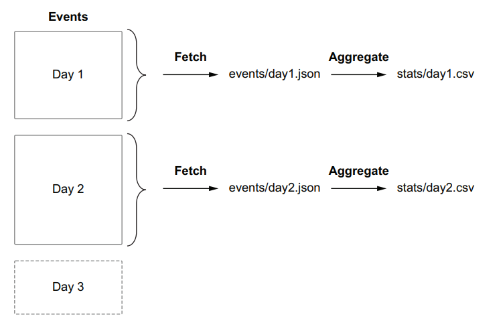 Events
Day 1
Fetch
events/day1.json
Aggregate
stats/day1.csv
Day 2
Fetch
events/day2.json
Aggregate
stats/day2.csv
Day 3